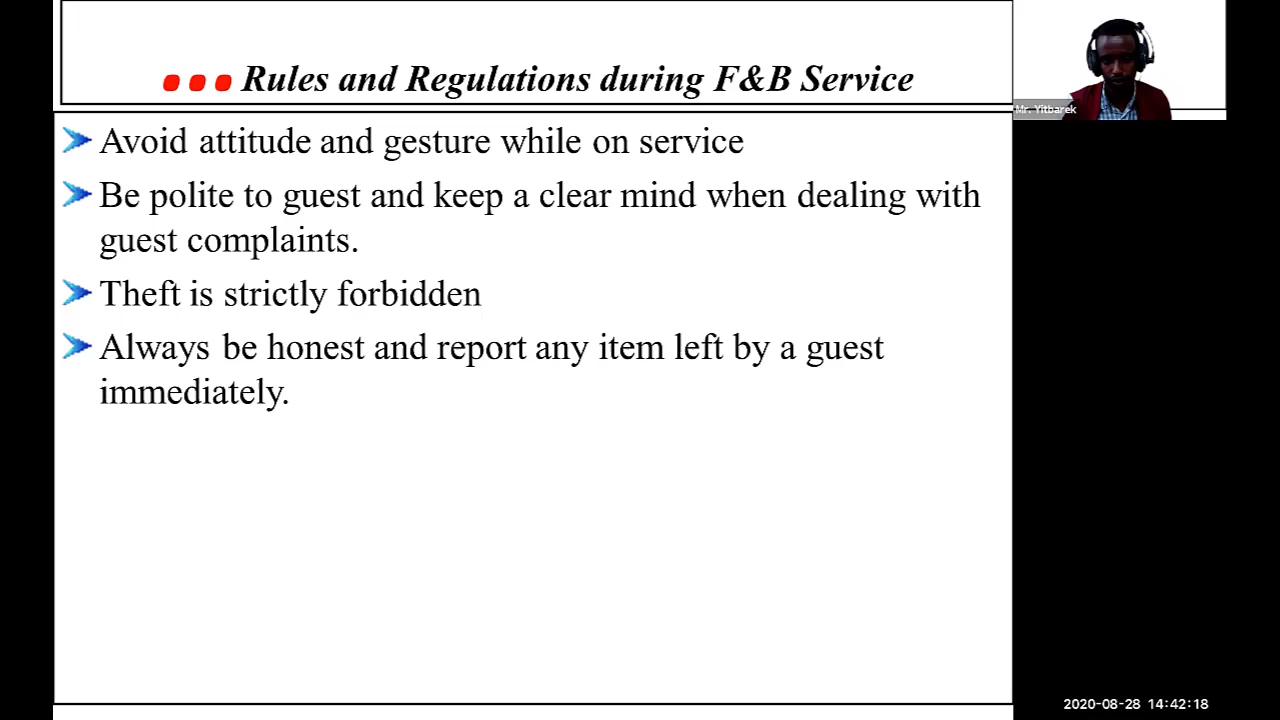 ... Rules and Regulations during F&B Service
Mr. Yitbarek
Avoid attitude and gesture while on service
Be polite to guest and keep a clear mind when dealing with
guest complaints.
Theft is strictly forbidden
Always be honest and report any item left by a guest
immediately.
2020-08-28 14:42:18